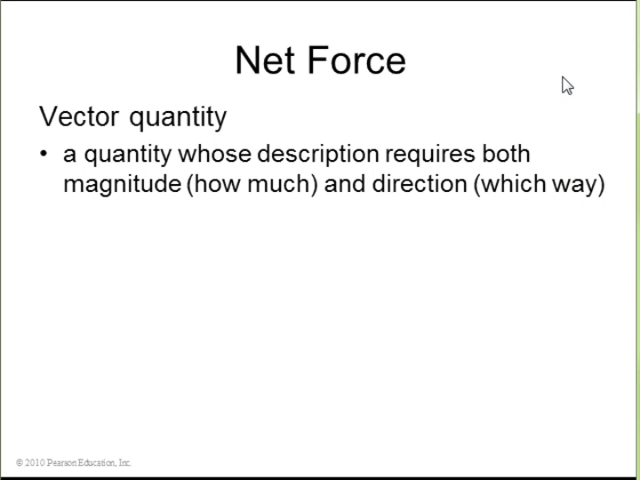 Net Force
Vector quantity
• a quantity whose description requires both
magnitude (how much) and direction (which way)
© 2010 Pearson Education, Inc.